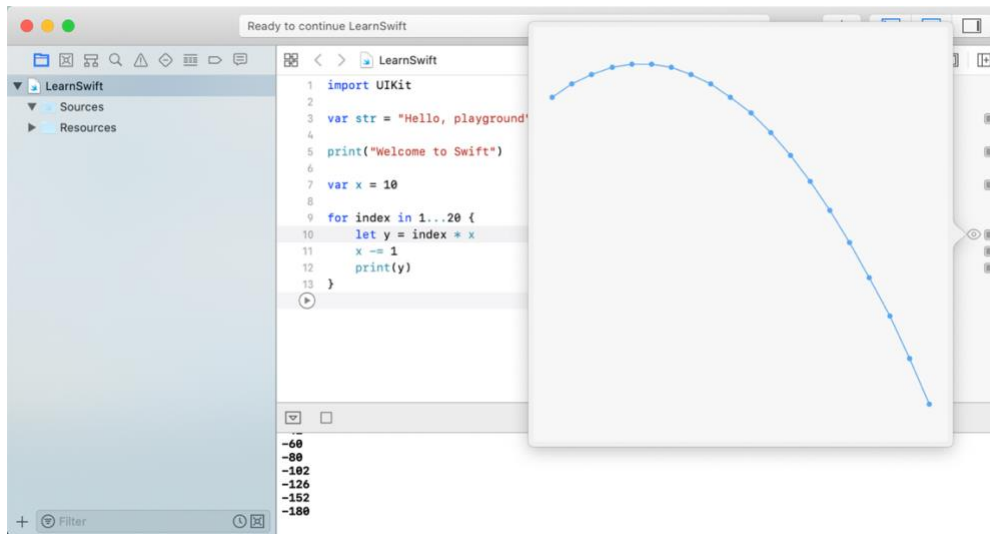 Ready to continue LearnSwift
LearnSwift
LearnSwift
Sources
Resources
1 import UIKit
2
3 var str = "Hello, playground"
4
5 print("Welcome to Swift")
6
7 var x = 10
8
9 for index in 1...20 {
10 let y = index * x
11 x -= 1
12 print(y)
13 }
-60
-80
-102
-126
-152
-180
Filter